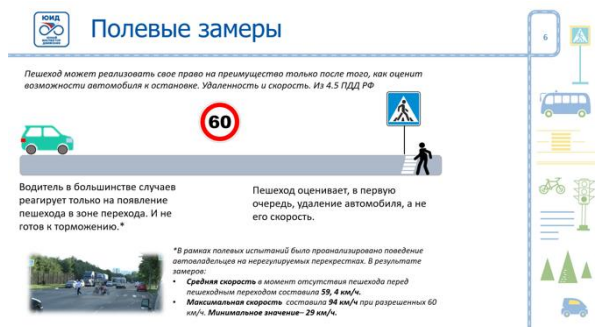 ЮИД
Полевые замеры
6
Пешеход может реализовать свое право на преимущество только после того, как оценит
возможности автомобиля к остановке. Удаленность и скорость. Из 4.5 ПДД РФ
60
Водитель в большинстве случаев
реагирует только на появление
пешехода в зоне перехода. И не
готов к торможению.*
Пешеход оценивает, в первую
очередь, удаление автомобиля, а не
его скорость.
*В рамках полевых испытаний было проанализировано поведение
автовладельцев на нерегулируемых перекрестках. В результате
замеров:
• Средняя скорость в момент отсутствия пешехода перед
пешеходным переходом составила 59, 4 км/ч.
• Максимальная скорость составила 94 км/ч при разрешенных 60
км/ч. Минимальное значение– 29 км/ч.